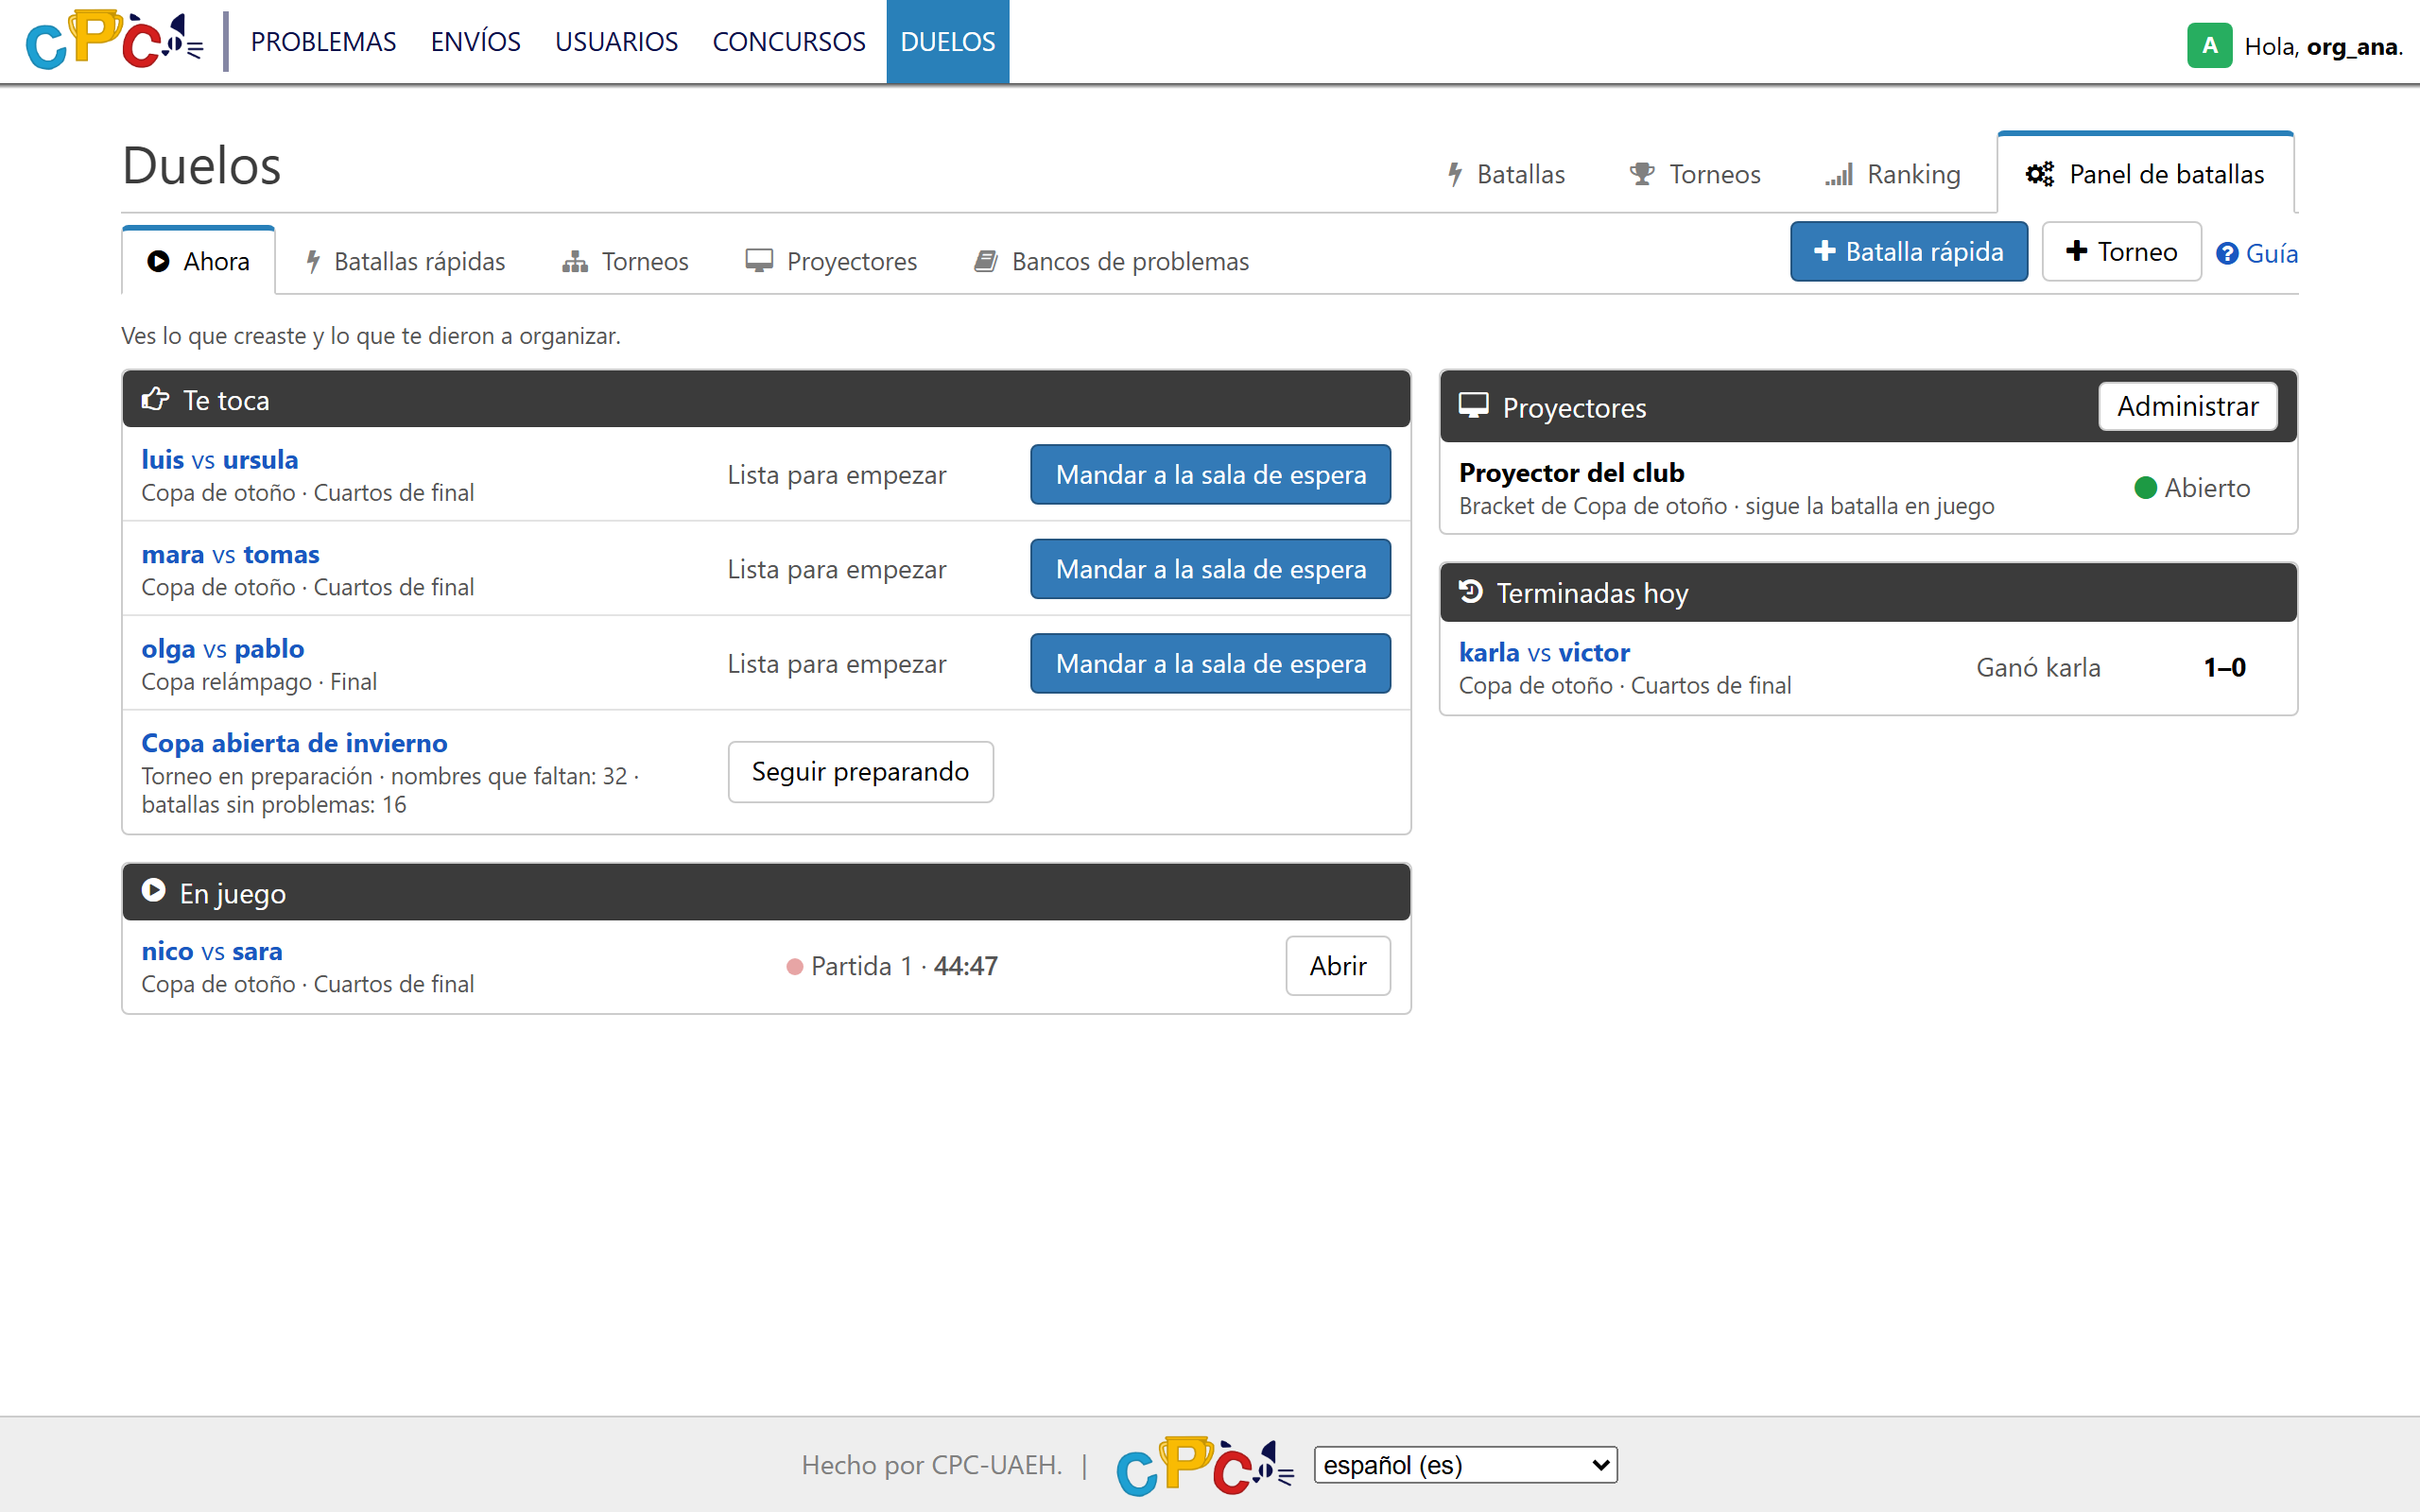 CPC
PROBLEMAS
ENVÍOS
USUARIOS
CONCURSOS
DUELOS
A
Hola, org_ana.
Duelos
Batallas
Torneos
Ranking
Panel de batallas
Ahora
Batallas rápidas
Torneos
Proyectores
Bancos de problemas
Batalla rápida
Torneo
Guía
Ves lo que creaste y lo que te dieron a organizar.
Te toca
luis vs ursula
Copa de otoño · Cuartos de final
Lista para empezar
Mandar a la sala de espera
mara vs tomas
Copa de otoño · Cuartos de final
Lista para empezar
Mandar a la sala de espera
olga vs pablo
Copa relámpago · Final
Lista para empezar
Mandar a la sala de espera
Copa abierta de invierno
Torneo en preparación · nombres que faltan: 32 ·
batallas sin problemas: 16
Seguir preparando
En juego
nico vs sara
Copa de otoño · Cuartos de final
Partida 1 · 44:47
Abrir
Proyectores
Administrar
Proyector del club
Bracket de Copa de otoño · sigue la batalla en juego
Abierto
Terminadas hoy
karla vs victor
Copa de otoño · Cuartos de final
Ganó karla
1–0
Hecho por CPC-UAEH. |
CPC
español (es)